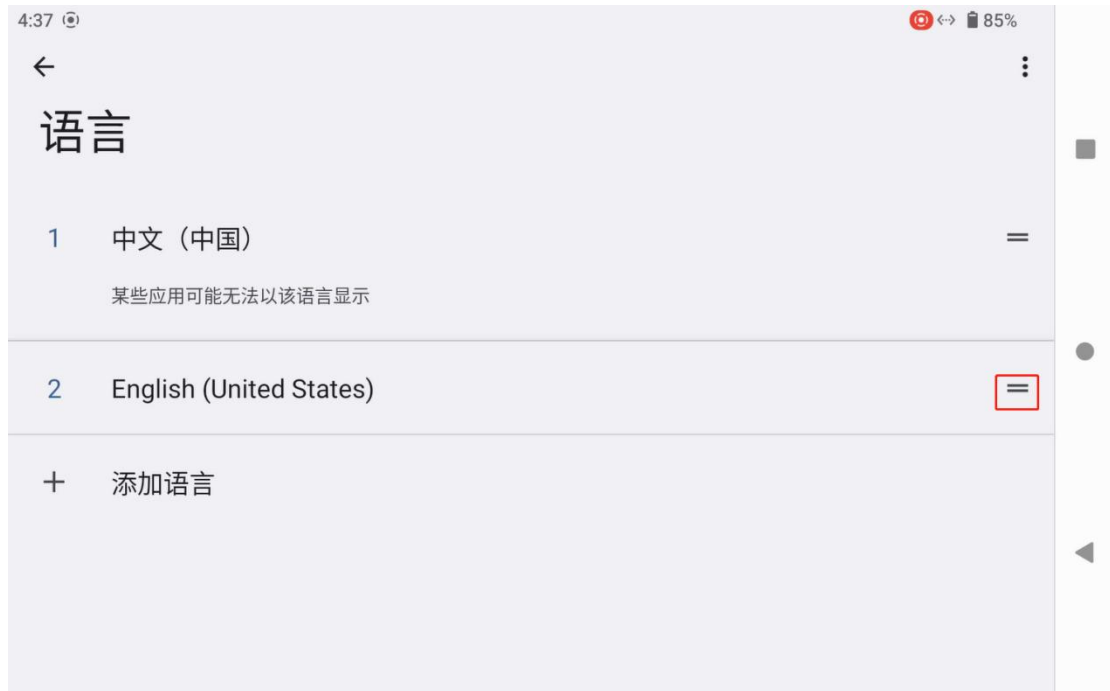 4:37
85%
语言
1 中文（中国）
某些应用可能无法以该语言显示
2 English (United States)
添加语言